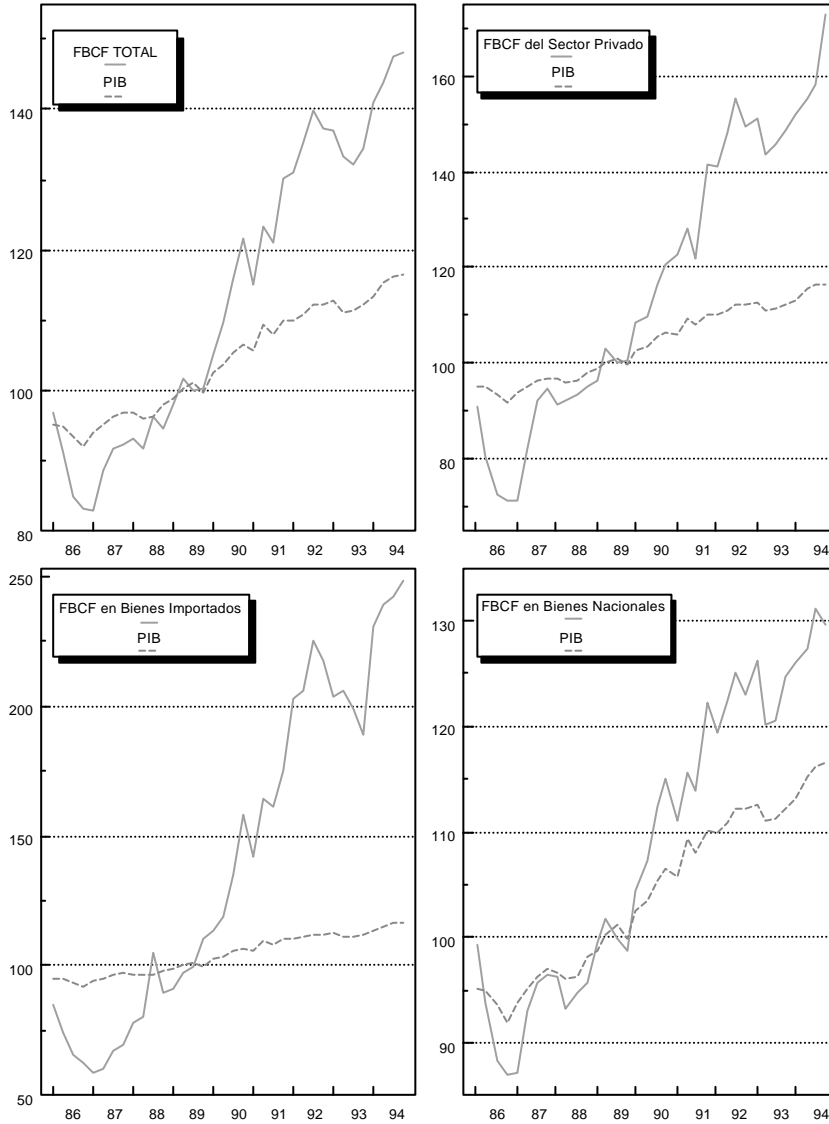 FBCF TOTAL
PIB
140
120
100
80
86 87 88 89 90 91 92 93 94
FBCF del Sector Privado
PIB
160
140
120
100
80
86 87 88 89 90 91 92 93 94
FBCF en Bienes Importados
PIB
250
200
150
100
50
86 87 88 89 90 91 92 93 94
FBCF en Bienes Nacionales
PIB
130
120
110
100
90
86 87 88 89 90 91 92 93 94